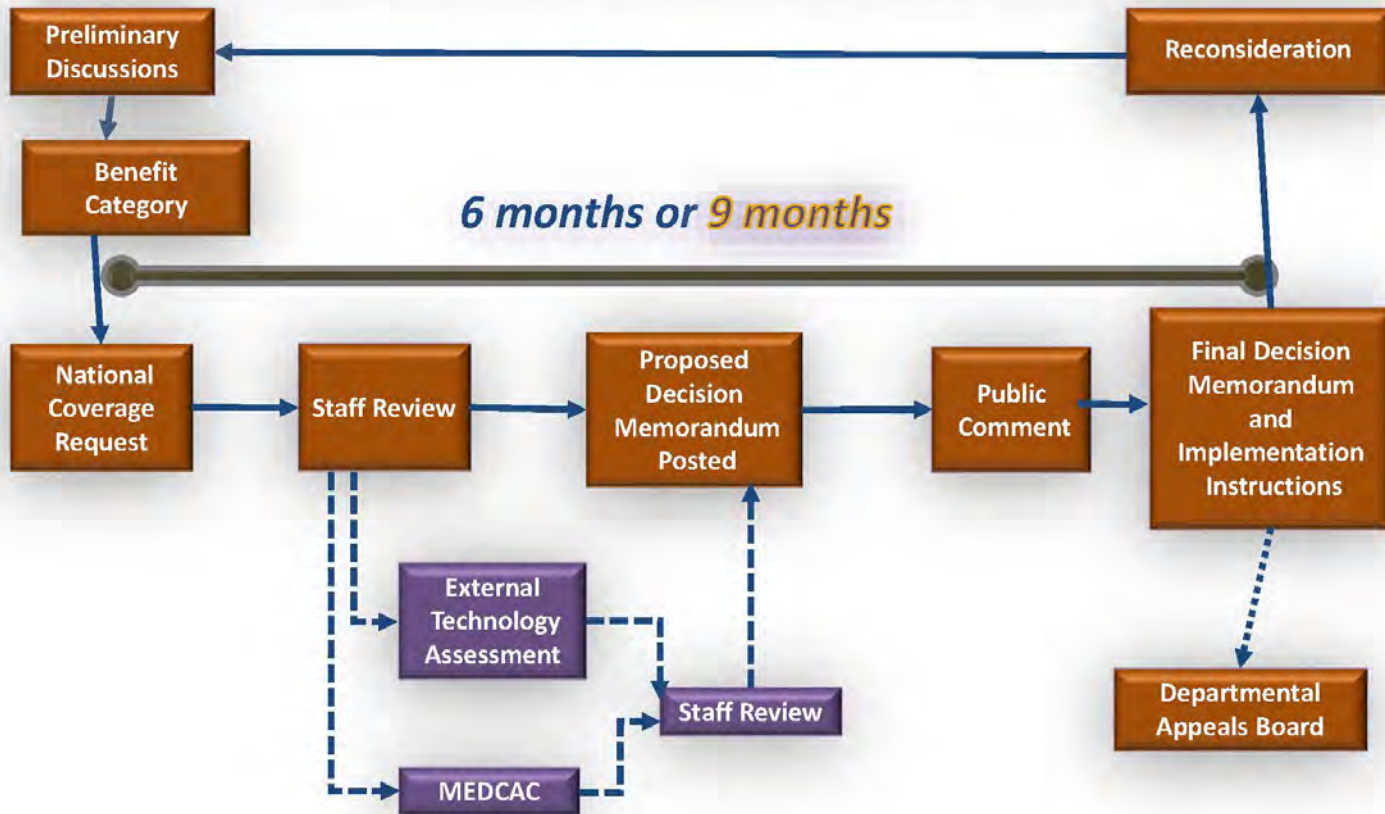 Preliminary
Discussions
Reconsideration
Benefit
Category
6 months or 9 months
National
Coverage
Request
Staff Review
Proposed
Decision
Memorandum
Posted
Public
Comment
Final Decision
Memorandum
and
Implementation
Instructions
External
Technology
Assessment
Staff Review
MEDCAC
Departmental
Appeals Board